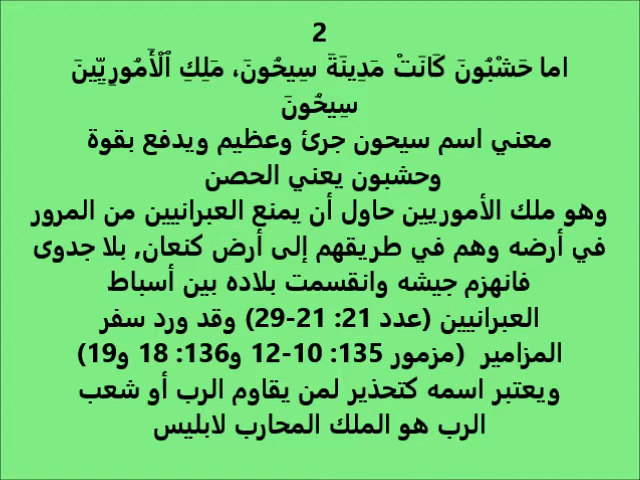 2
اما حَشْبُونَ كَانَتْ مَدِينَةَ سِيحُونَ، مَلِكِ ٱلْأَمُورِيِّينَ
سِيحُونَ
معني اسم سيحون جرئ وعظيم ويدفع بقوة
وحشبون يعني الحصن
وهو ملك الأموريين حاول أن يمنع العبرانيين من المرور
في أرضه وهم في طريقهم إلى أرض كنعان, بلا جدوى
فانهزم جيشه وانقسمت بلاده بين أسباط
العبرانيين (عدد 21: 21-29) وقد ورد سفر
المزامير (مزمور 135: 10-12 و136: 18 و19)
ويعتبر اسمه كتحذير لمن يقاوم الرب أو شعب
الرب هو الملك المحارب لابليس